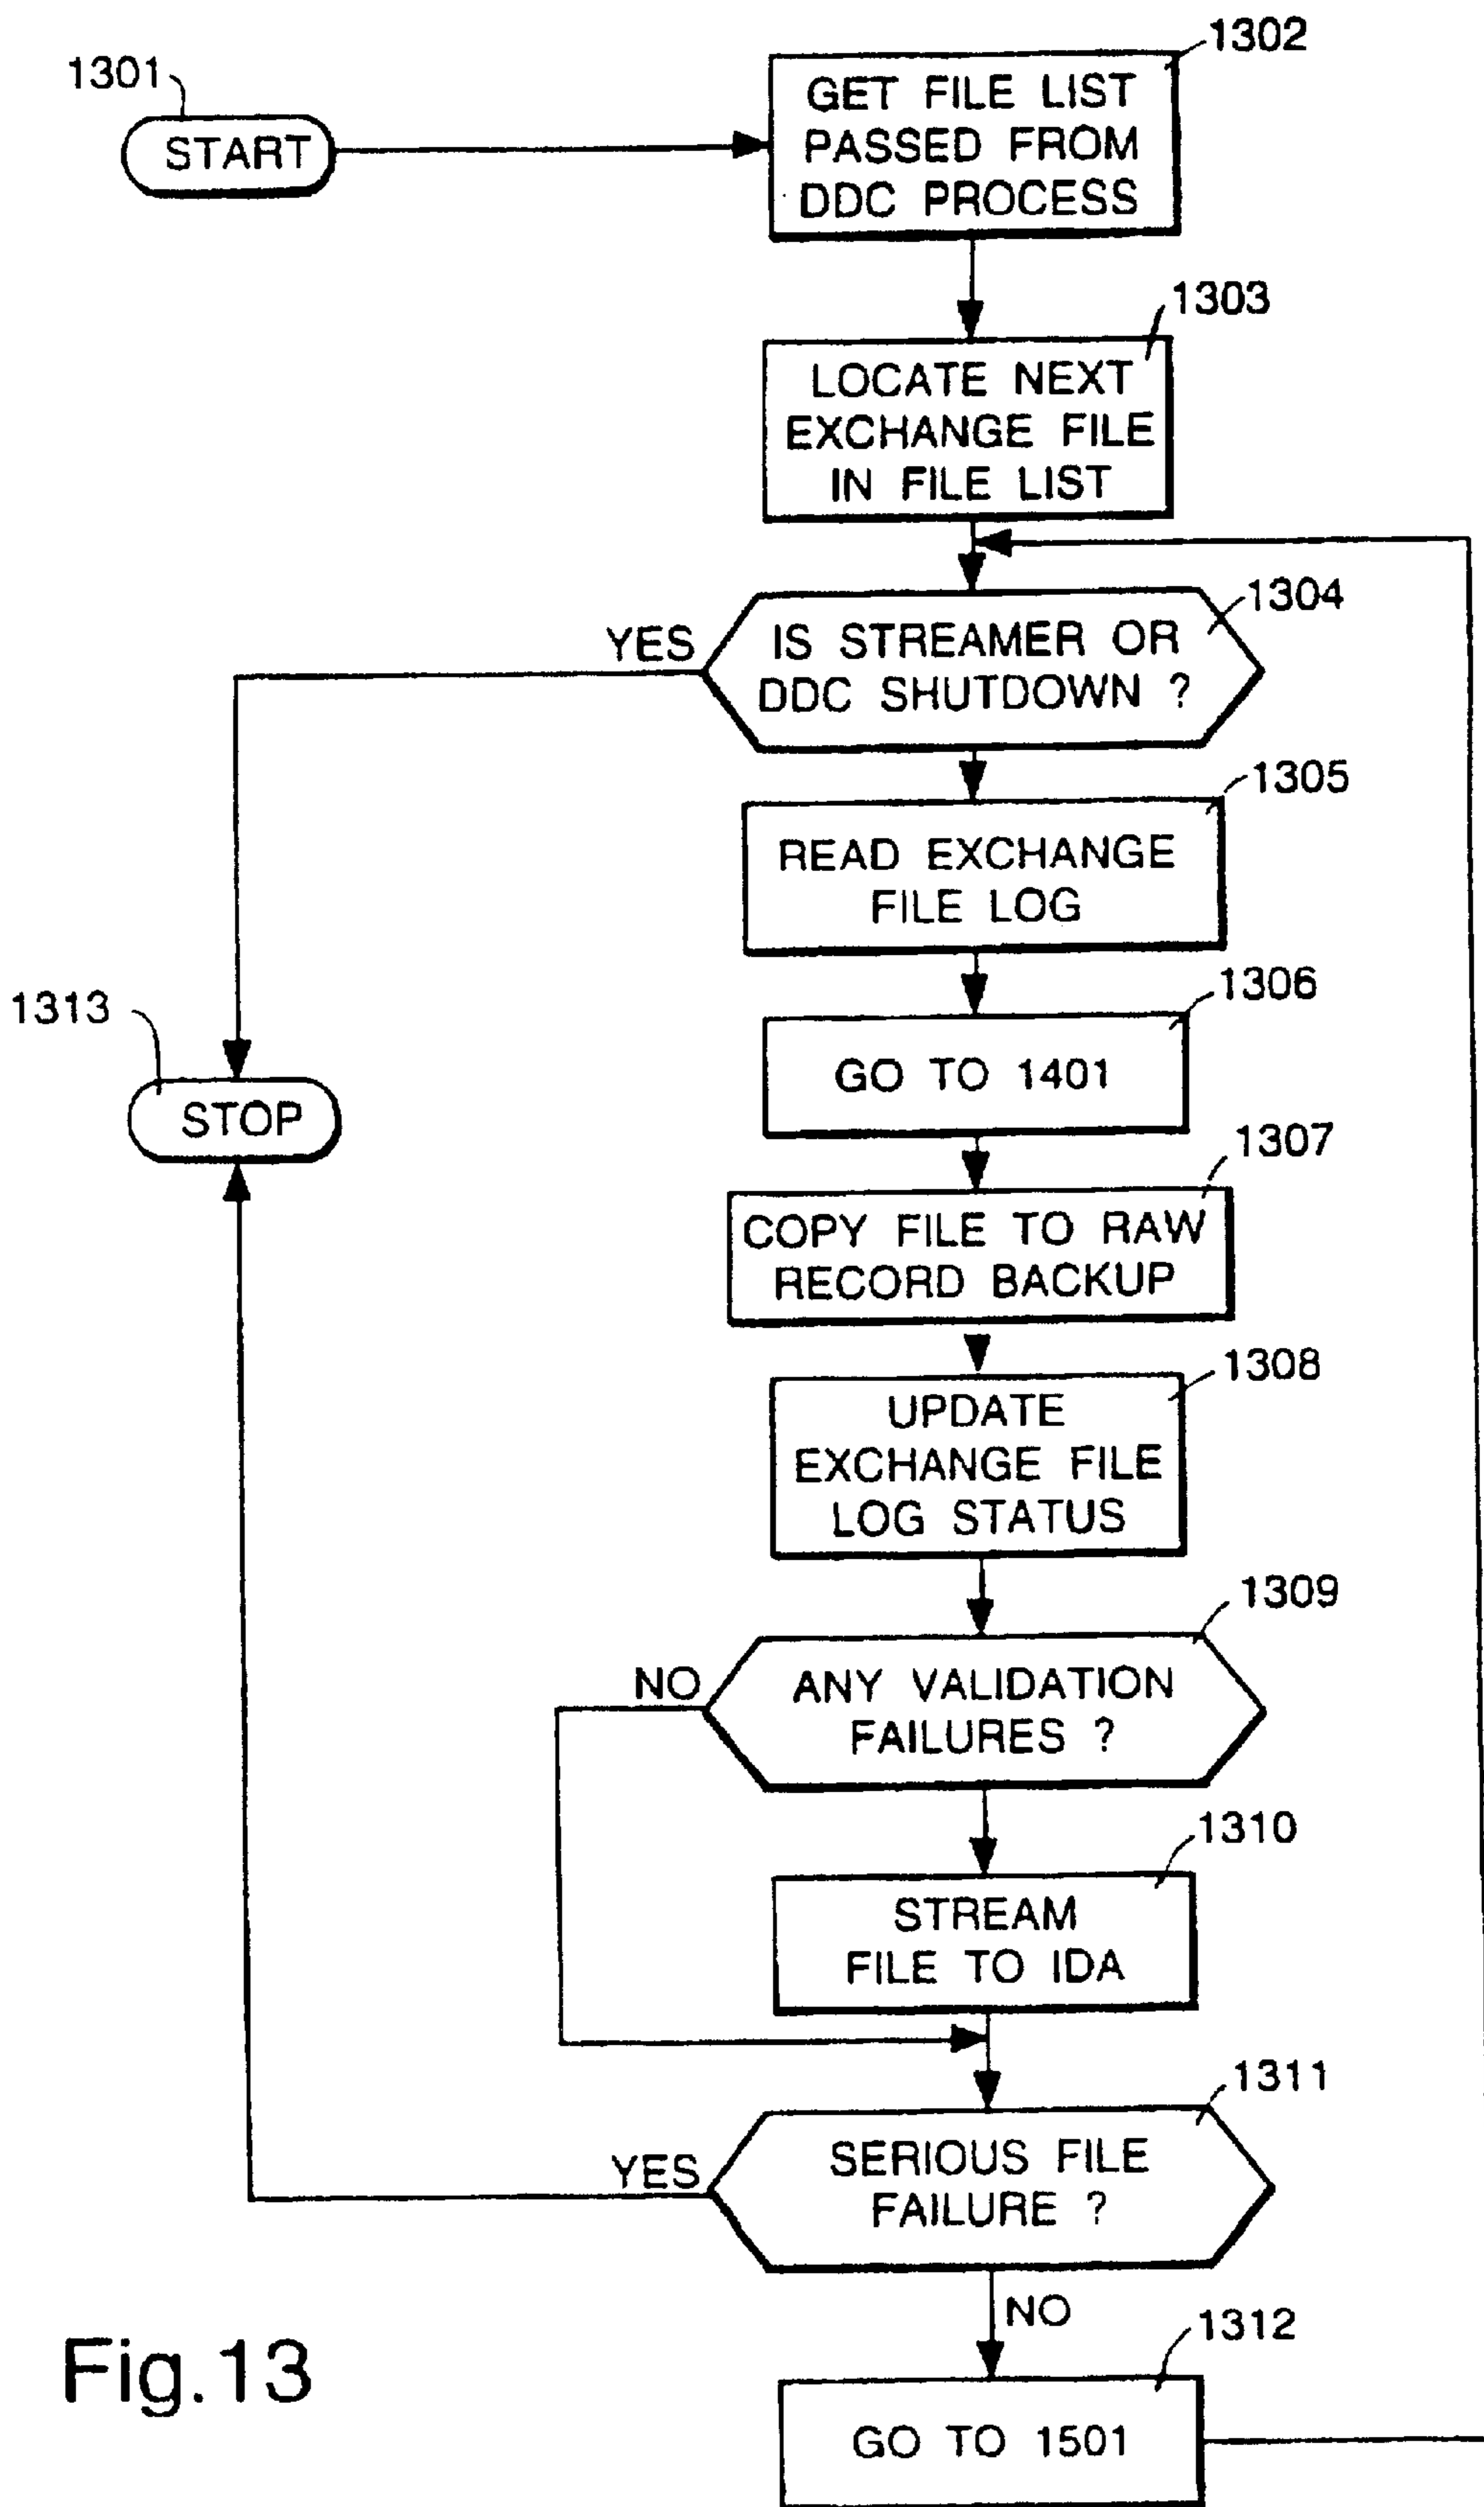 1301
START
1302
GET FILE LIST
PASSED FROM
DDC PROCESS
1303
LOCATE NEXT
EXCHANGE FILE
IN FILE LIST
1304
YES
IS STREAMER OR
DDC SHUTDOWN ?
1305
READ EXCHANGE
FILE LOG
1306
GO TO 1401
1313
STOP
1307
COPY FILE TO RAW
RECORD BACKUP
1308
UPDATE
EXCHANGE FILE
LOG STATUS
1309
NO
ANY VALIDATION
FAILURES ?
1310
STREAM
FILE TO IDA
1311
YES
SERIOUS FILE
FAILURE ?
NO
1312
GO TO 1501
Fig.13